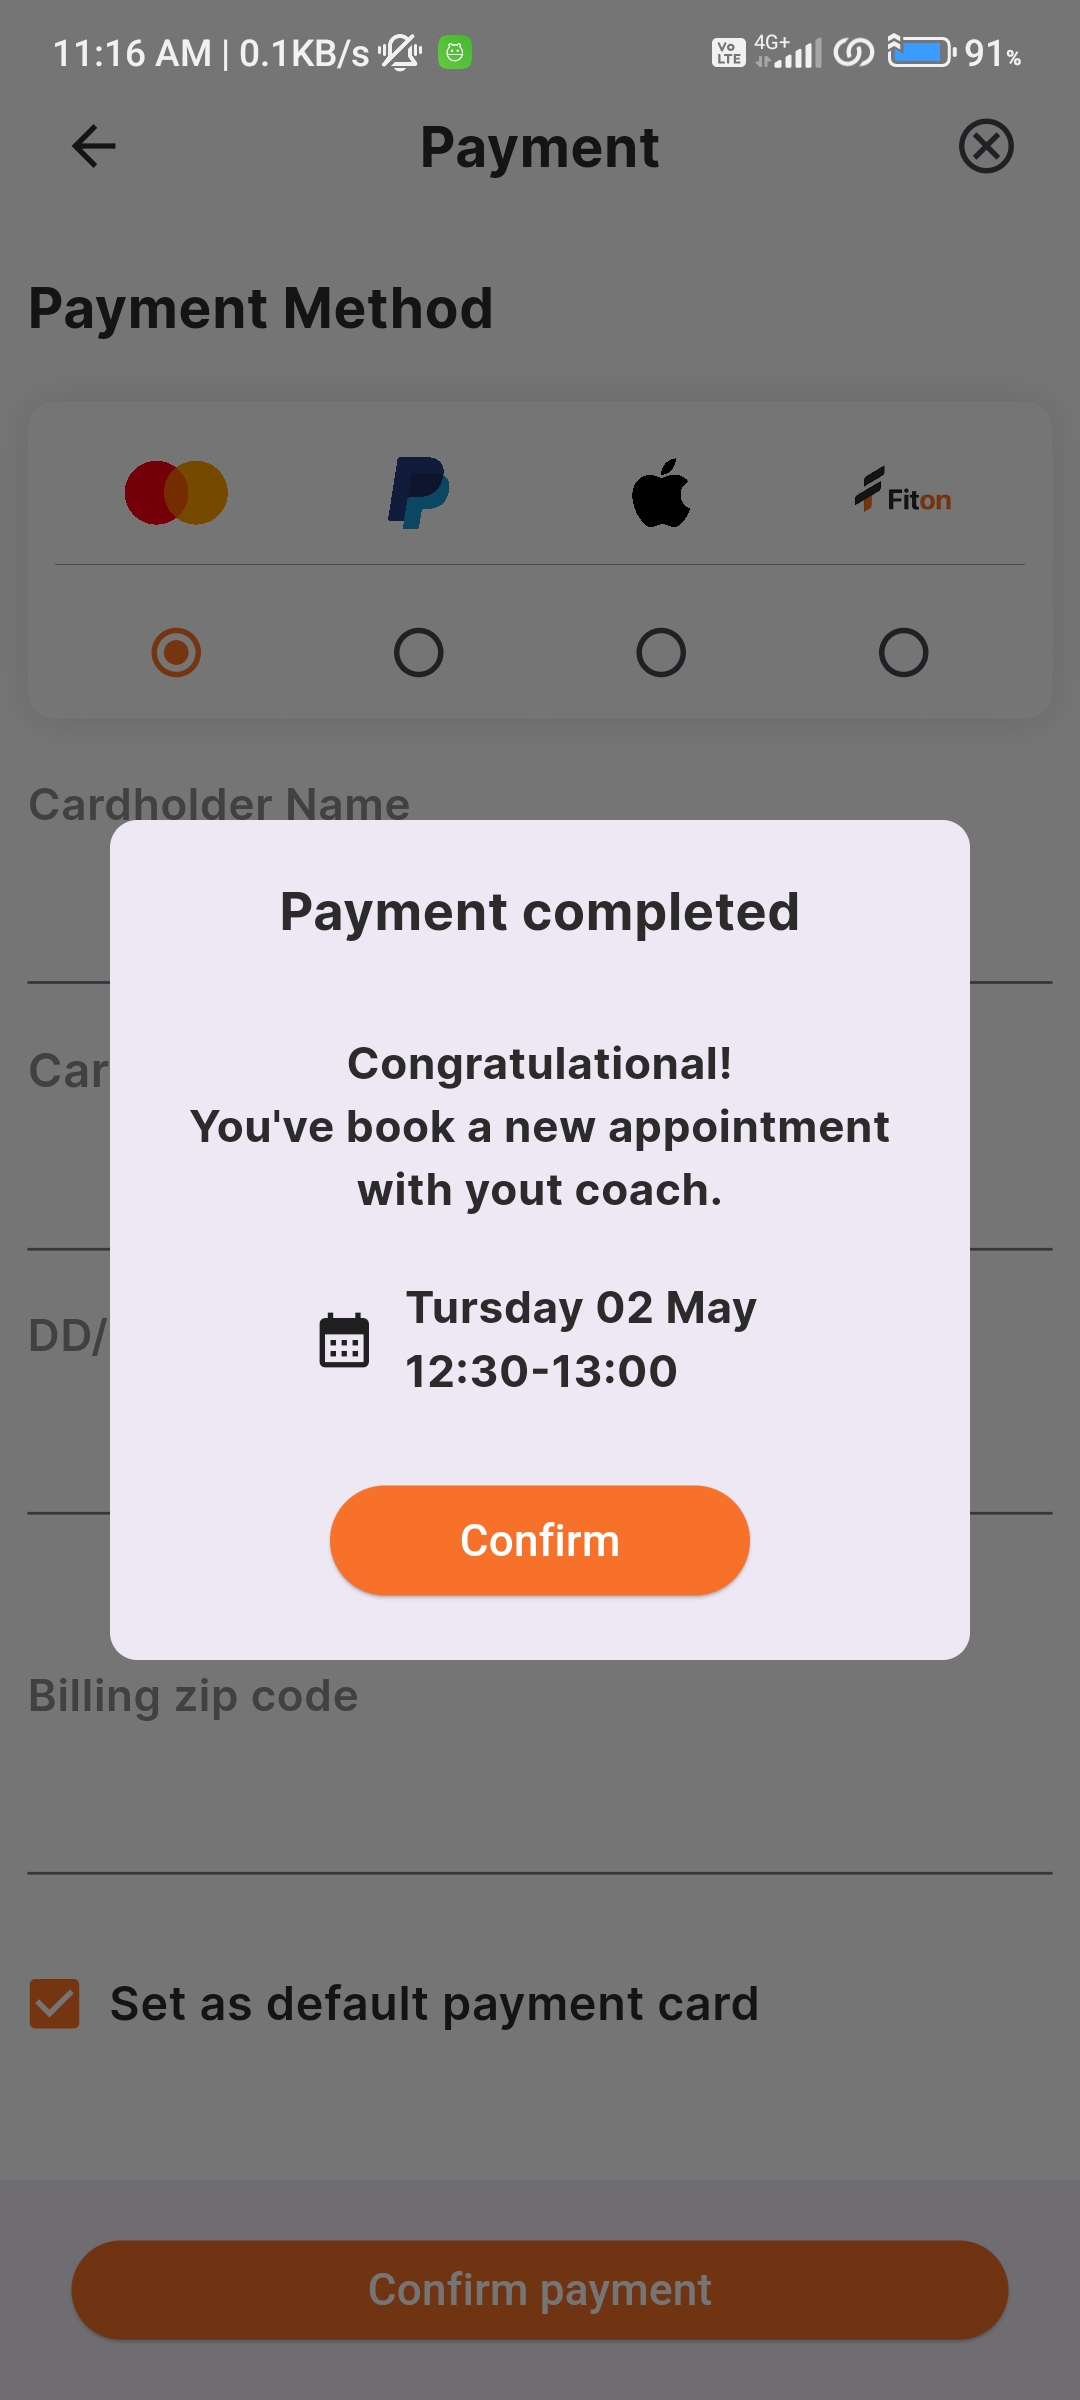 11:16 AM | 0.1KB/s
Vo LTE 4G+ 91%
Payment
Payment Method
Fiton
Cardholder Name
Payment completed
Car
Congratulational!
You've book a new appointment
with yout coach.
Tursday 02 May
DD/
12:30-13:00
Confirm
Billing zip code
Set as default payment card
Confirm payment